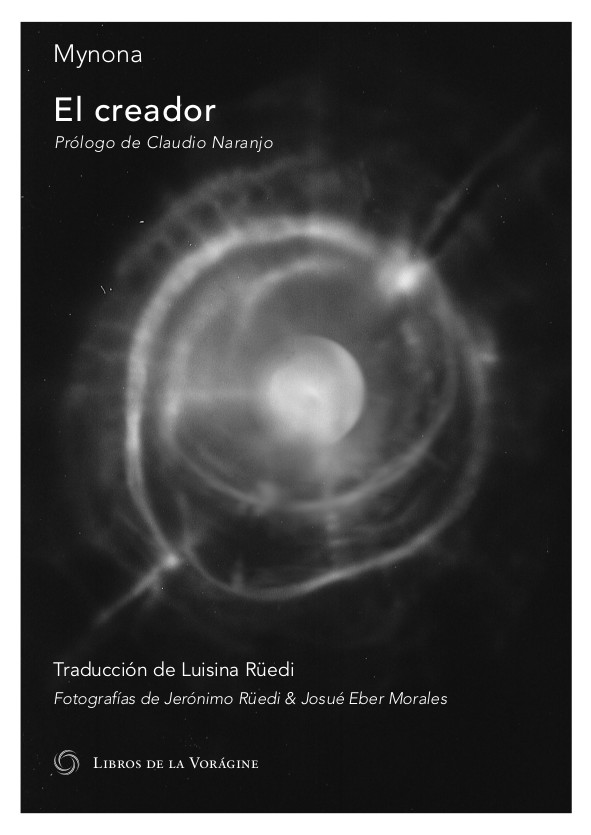 Mynona
El creador
Prólogo de Claudio Naranjo
Traducción de Luisina Rüedi
Fotografías de Jerónimo Rüedi & Josué Eber Morales
Libros de la Vorágine